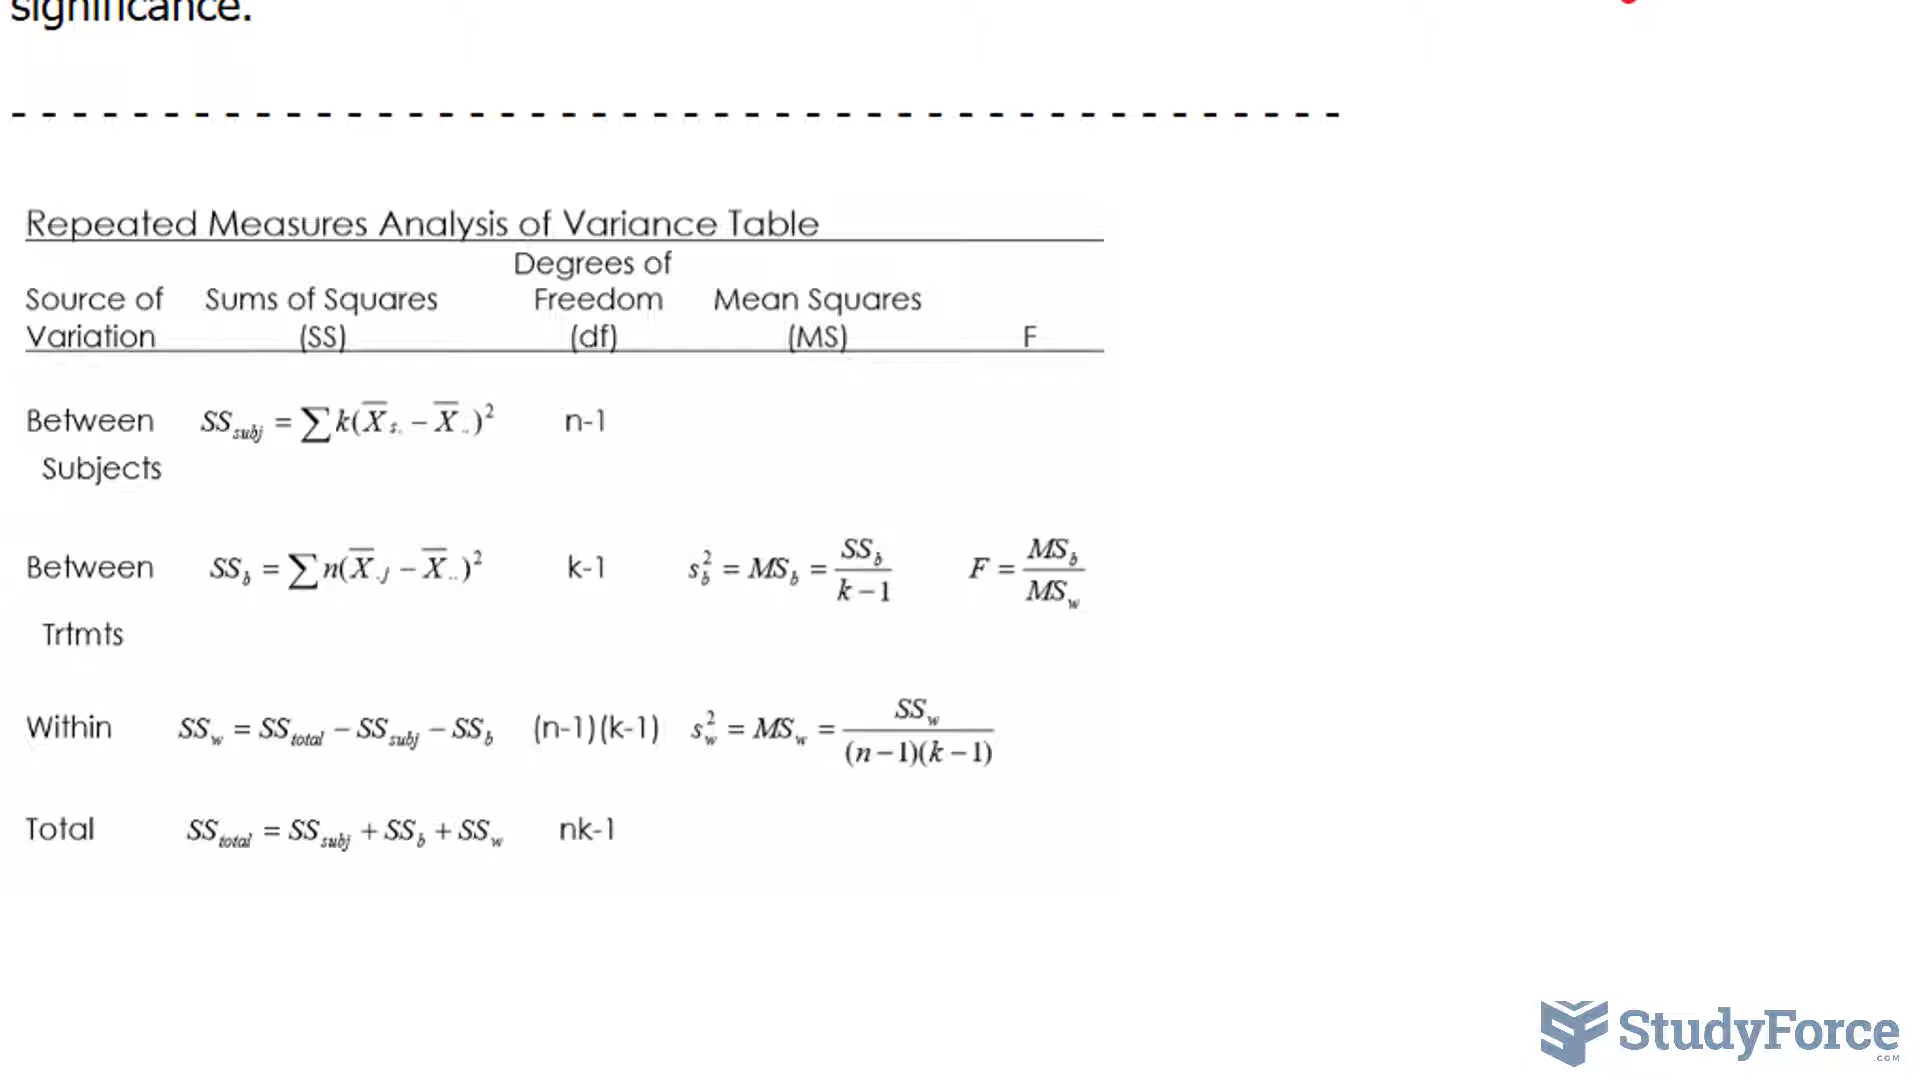 significance.
- - - - - - - - - - - - - - - - - - - - - - - - - - - - - - - - - - - - - - - - - - - -
Repeated Measures Analysis of Variance Table
Degrees of
Source of Sums of Squares Freedom Mean Squares
Variation (SS) (df) (MS) F
Between SS_subj = ∑ k(X̄_s. − X̄_..)² n-1
Subjects
Between SS_b = ∑ n(X̄_.j − X̄_..)² k-1 s_b² = MS_b = SS_b / (k − 1) F = MS_b / MS_w
Trtmts
Within SS_w = SS_total − SS_subj − SS_b (n-1)(k-1) s_w² = MS_w = SS_w / (n − 1)(k − 1)
Total SS_total = SS_subj + SS_b + SS_w nk-1
StudyForce
.COM